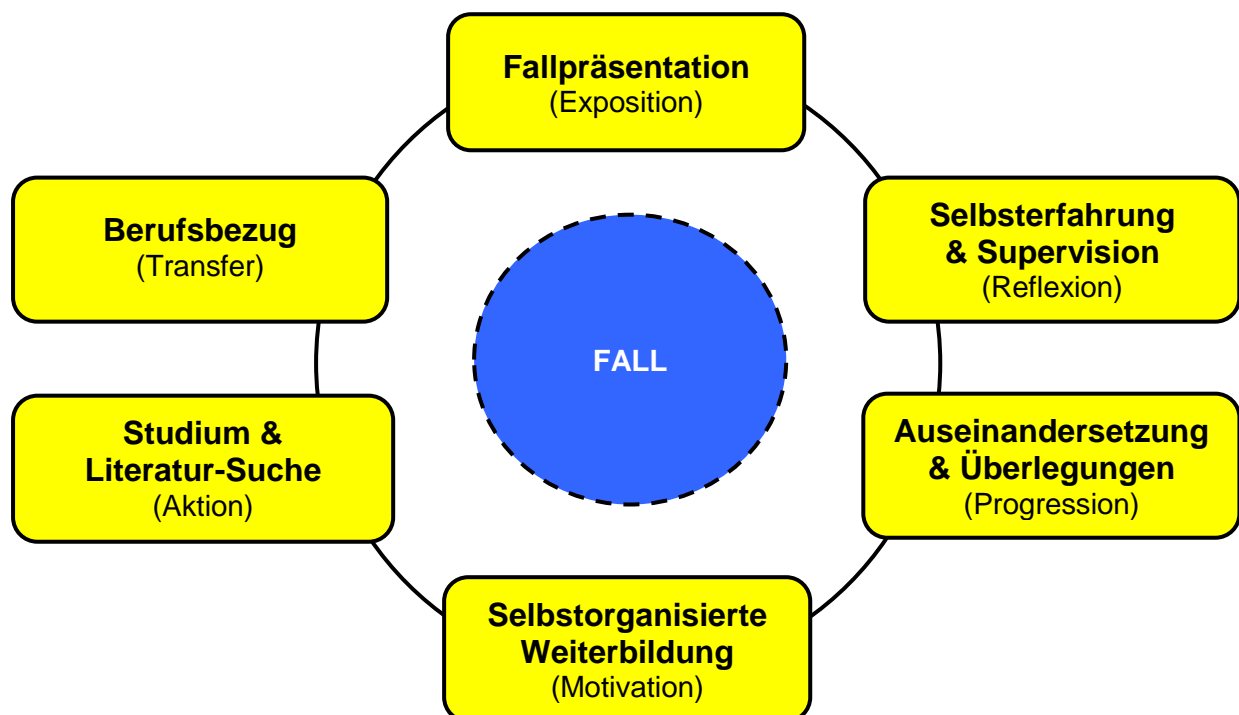 Fallpräsentation
(Exposition)
Selbsterfahrung
& Supervision
(Reflexion)
Auseinandersetzung
& Überlegungen
(Progression)
Selbstorganisierte
Weiterbildung
(Motivation)
Studium &
Literatur-Suche
(Aktion)
Berufsbezug
(Transfer)
FALL